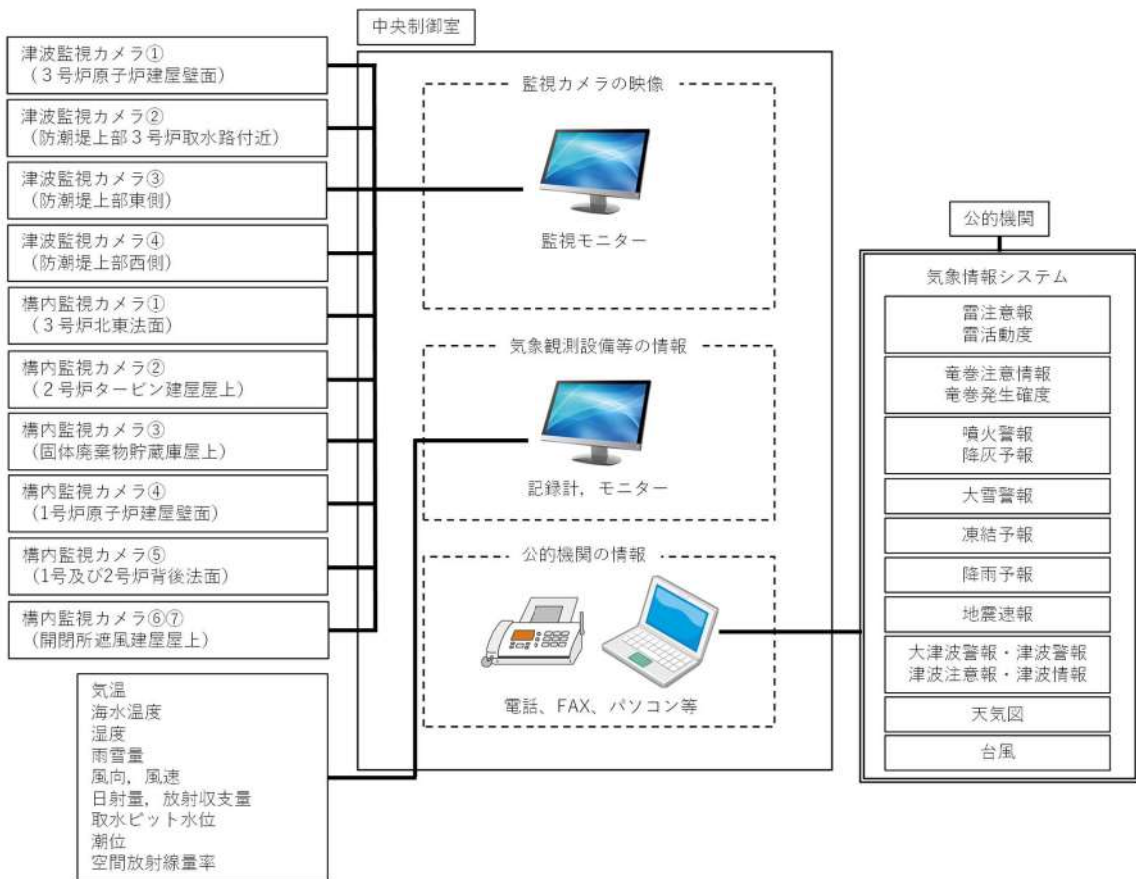 中央制御室
津波監視カメラ①
(３号炉原子炉建屋壁面)
津波監視カメラ②
(防潮堤上部３号炉取水路付近)
津波監視カメラ③
(防潮堤上部東側)
津波監視カメラ④
(防潮堤上部西側)
構内監視カメラ①
(３号炉北東法面)
構内監視カメラ②
(２号炉タービン建屋屋上)
構内監視カメラ③
(固体廃棄物貯蔵庫屋上)
構内監視カメラ④
(1号炉原子炉建屋壁面)
構内監視カメラ⑤
(1号及び2号炉背後法面)
構内監視カメラ⑥⑦
(開閉所遮風建屋屋上)
気温
海水温度
湿度
雨雪量
風向，風速
日射量，放射収支量
取水ピット水位
潮位
空間放射線量率
監視カメラの映像
監視モニター
気象観測設備等の情報
記録計，モニター
公的機関の情報
電話、FAX、パソコン等
公的機関
気象情報システム
雷注意報
雷活動度
竜巻注意情報
竜巻発生確度
噴火警報
降灰予報
大雪警報
凍結予報
降雨予報
地震速報
大津波警報・津波警報
津波注意報・津波情報
天気図
台風